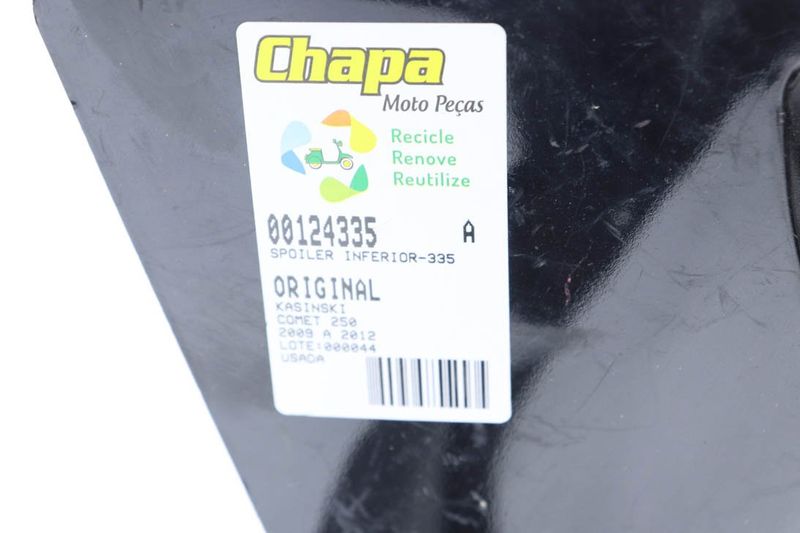 Chapa
Moto Peças
Recicle
Renove
Reutilize
00124335 A
SPOILER INFERIOR-335
ORIGINAL
KASINSKI
COMET 250
2009 A 2012
LOTE:000044
USADA